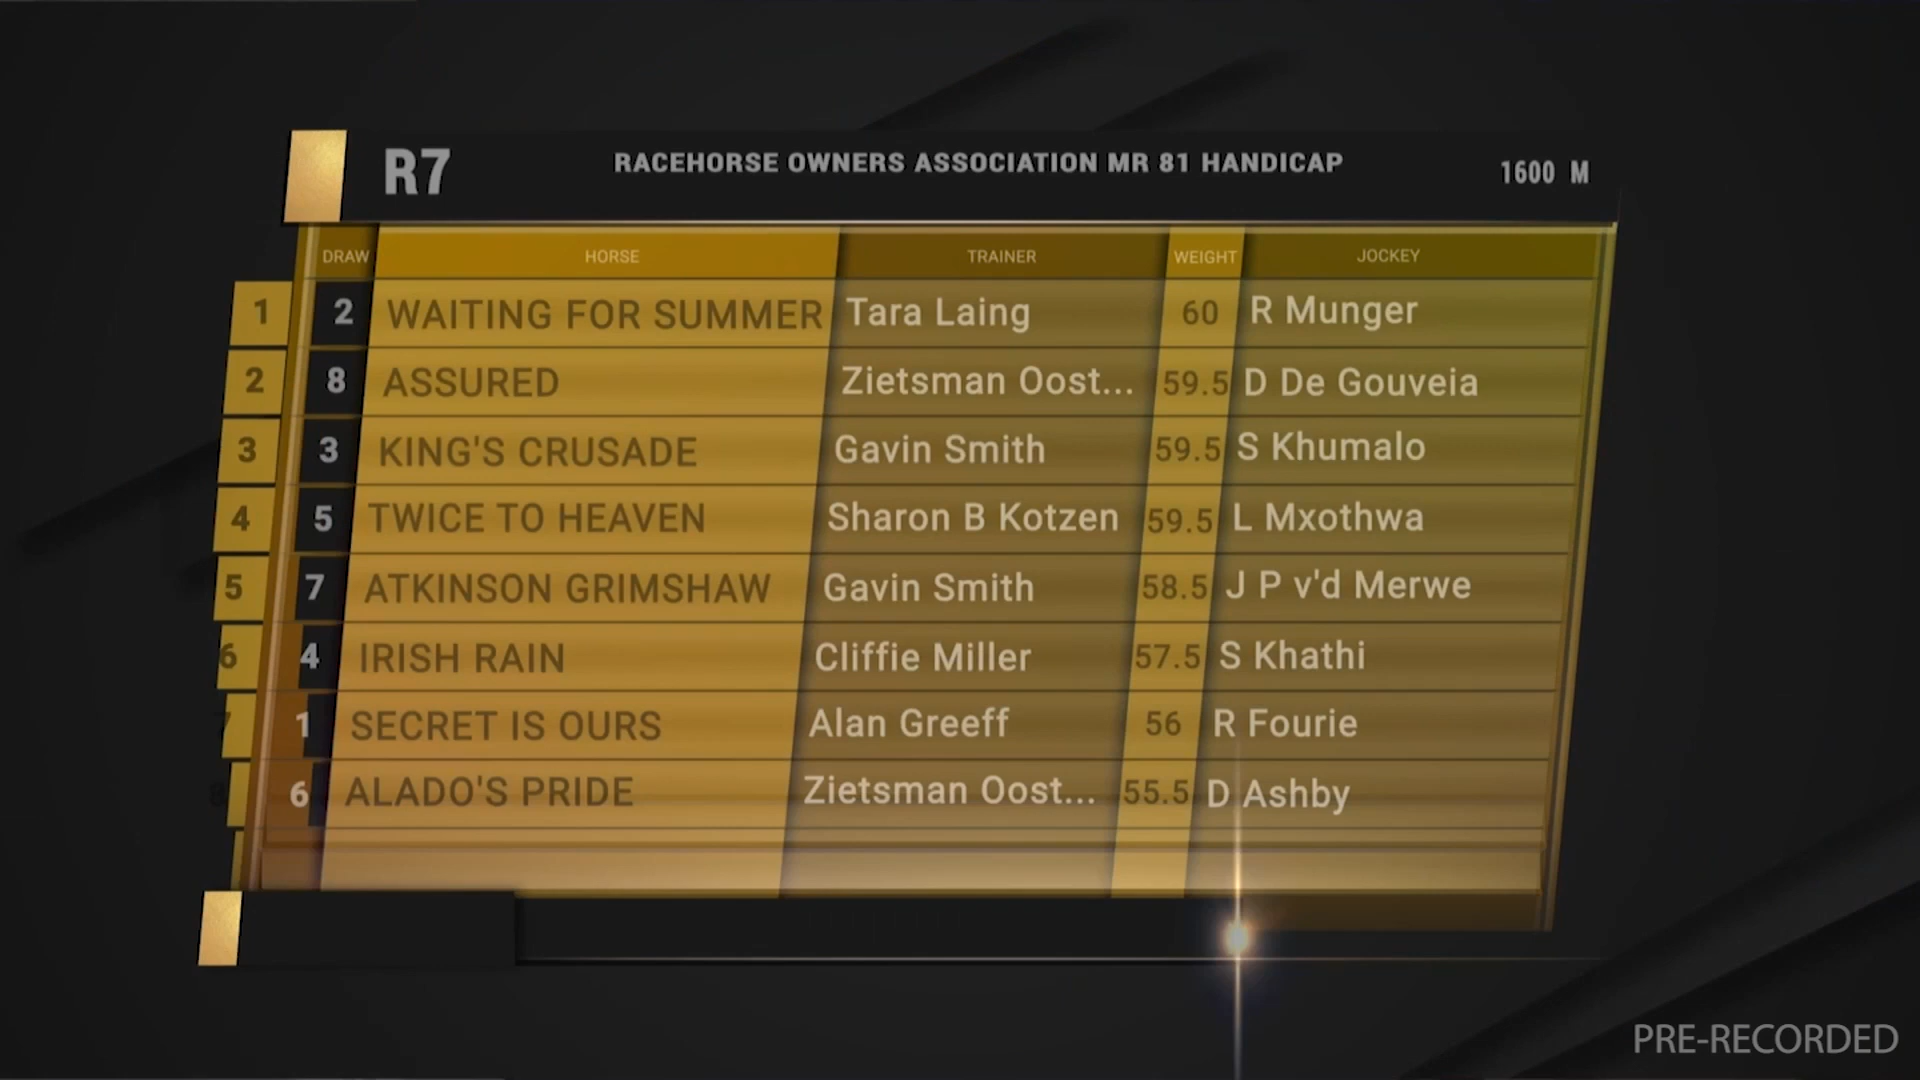 R7 RACEHORSE OWNERS ASSOCIATION MR 81 HANDICAP 1600 M
DRAW HORSE TRAINER WEIGHT JOCKEY
1 2 WAITING FOR SUMMER Tara Laing 60 R Munger
2 8 ASSURED Zietsman Oost... 59.5 D De Gouveia
3 3 KING'S CRUSADE Gavin Smith 59.5 S Khumalo
4 5 TWICE TO HEAVEN Sharon B Kotzen 59.5 L Mxothwa
5 7 ATKINSON GRIMSHAW Gavin Smith 58.5 J P v'd Merwe
6 4 IRISH RAIN Cliffie Miller 57.5 S Khathi
7 1 SECRET IS OURS Alan Greeff 56 R Fourie
8 6 ALADO'S PRIDE Zietsman Oost... 55.5 D Ashby
PRE-RECORDED